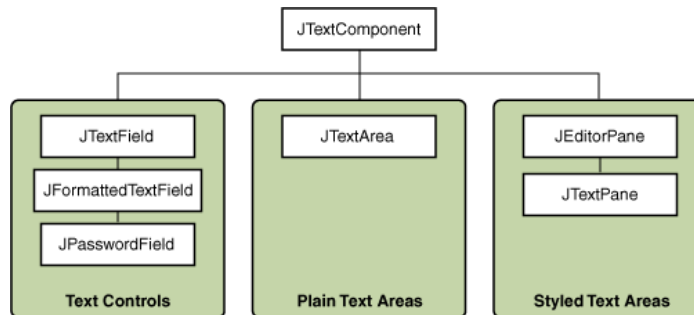 JTextComponent
JTextField
JFormattedTextField
JPasswordField
Text Controls
JTextArea
Plain Text Areas
JEditorPane
JTextPane
Styled Text Areas